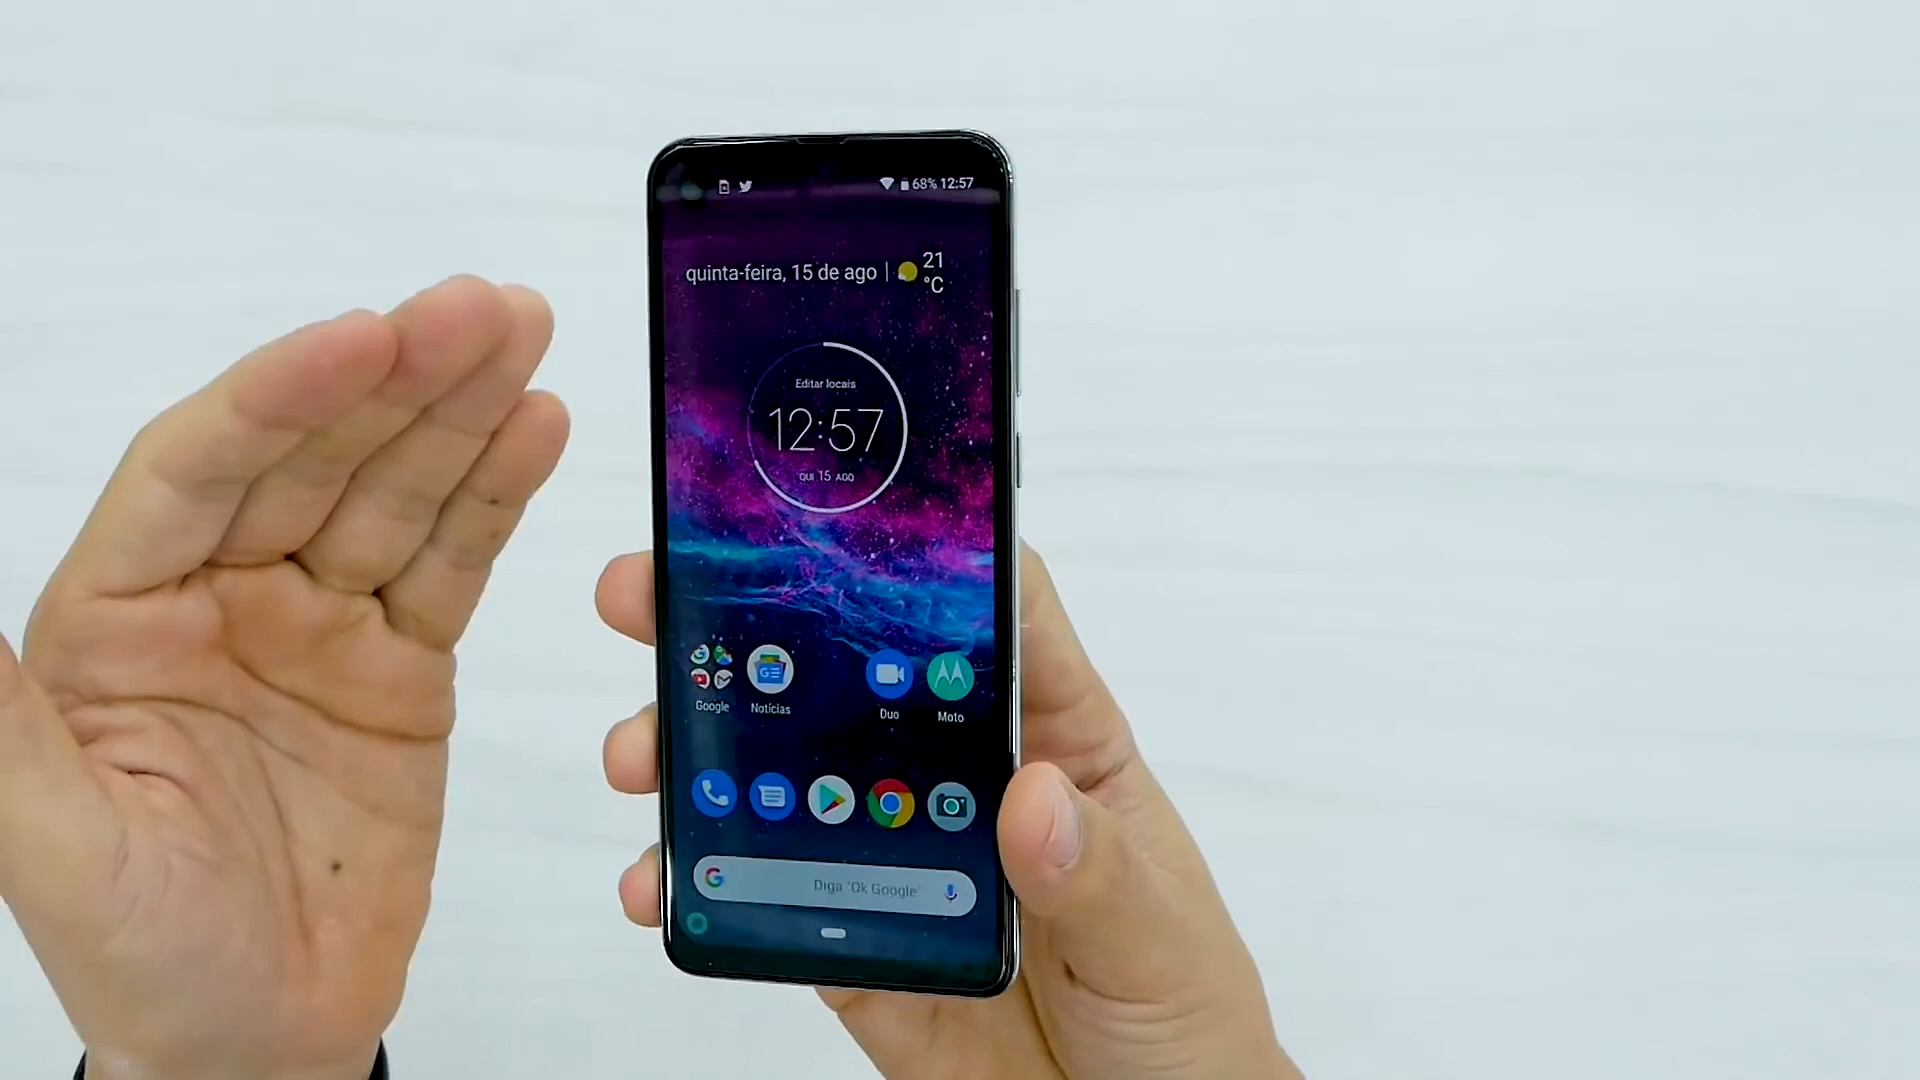 68% 12:57
quinta-feira, 15 de ago | 21 °C
Editar locais
12:57
QUI 15 AGO
Google
Notícias
Duo
Moto
Diga "Ok Google"